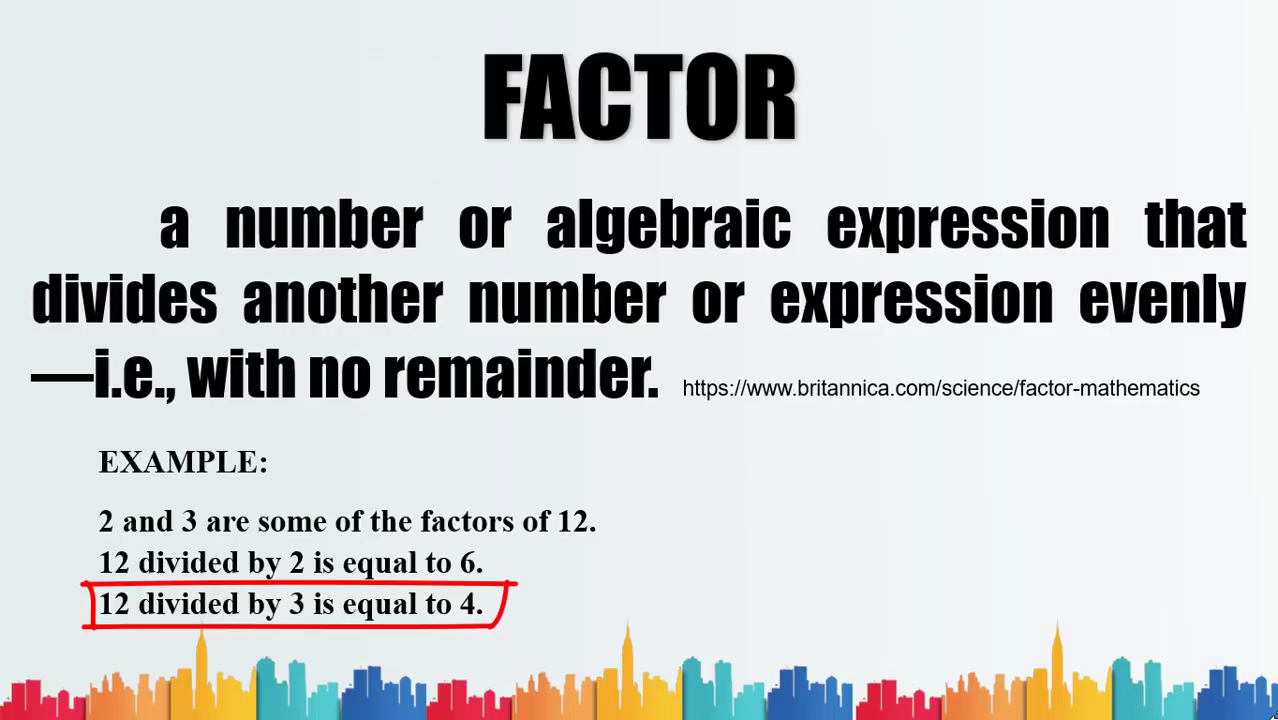 FACTOR
a number or algebraic expression that
divides another number or expression evenly
—i.e., with no remainder. https://www.britannica.com/science/factor-mathematics
EXAMPLE:
2 and 3 are some of the factors of 12.
12 divided by 2 is equal to 6.
12 divided by 3 is equal to 4.